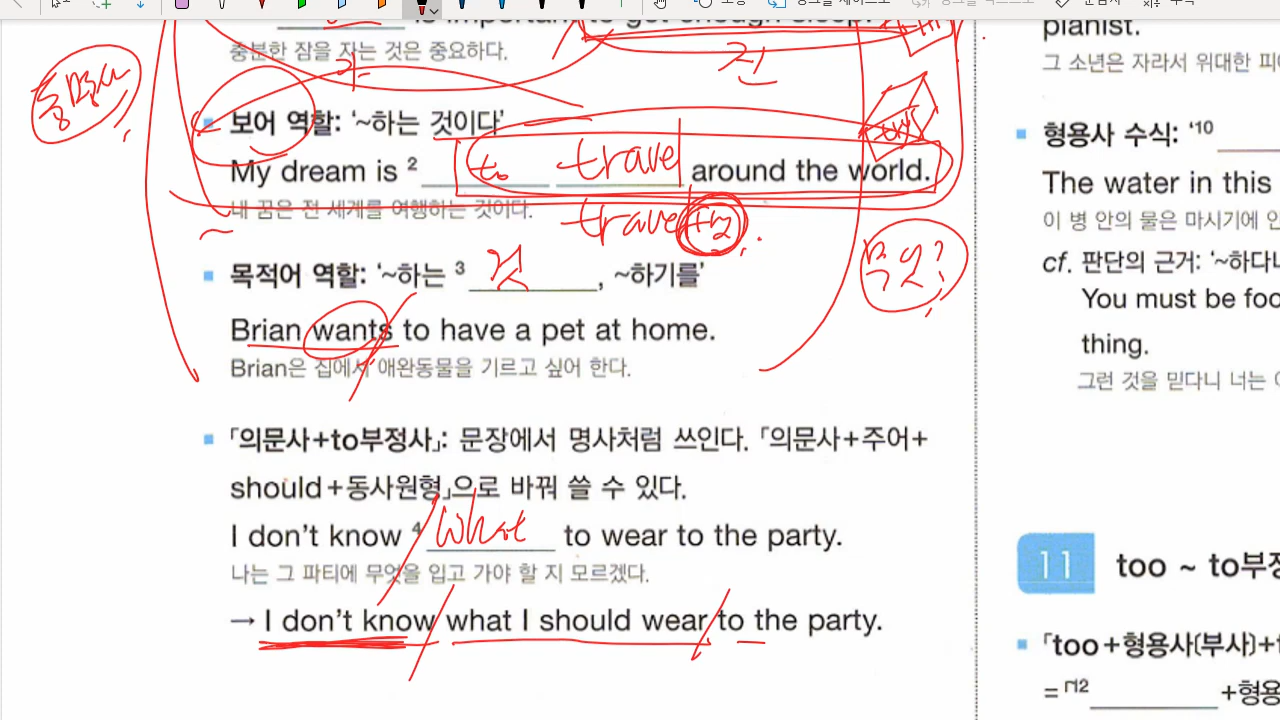 is important to get enough sleep.
충분한 잠을 자는 것은 중요하다.
전
동명사
보어 역할: '~하는 것이다'
My dream is ² to travel around the world.
내 꿈은 전 세계를 여행하는 것이다.
travel
무엇?
목적어 역할: '~하는 ³ 것, ~하기를'
Brian wants to have a pet at home.
Brian은 집에서 애완동물을 기르고 싶어 한다.
「의문사+to부정사」: 문장에서 명사처럼 쓰인다. 「의문사+주어+
should+동사원형」으로 바꿔 쓸 수 있다.
I don't know ⁴ what to wear to the party.
나는 그 파티에 무엇을 입고 가야 할 지 모르겠다.
→ I don't know what I should wear to the party.
pianist.
그 소년은 자라서 위대한
형용사 수식: '¹⁰
The water in this
이 병 안의 물은 마시기에
cf. 판단의 근거: '~하다니
You must be
thing.
그런 것을 믿다니 너는
11 too ~ to부정
「too+형용사(부사)+
= ¹² +형용